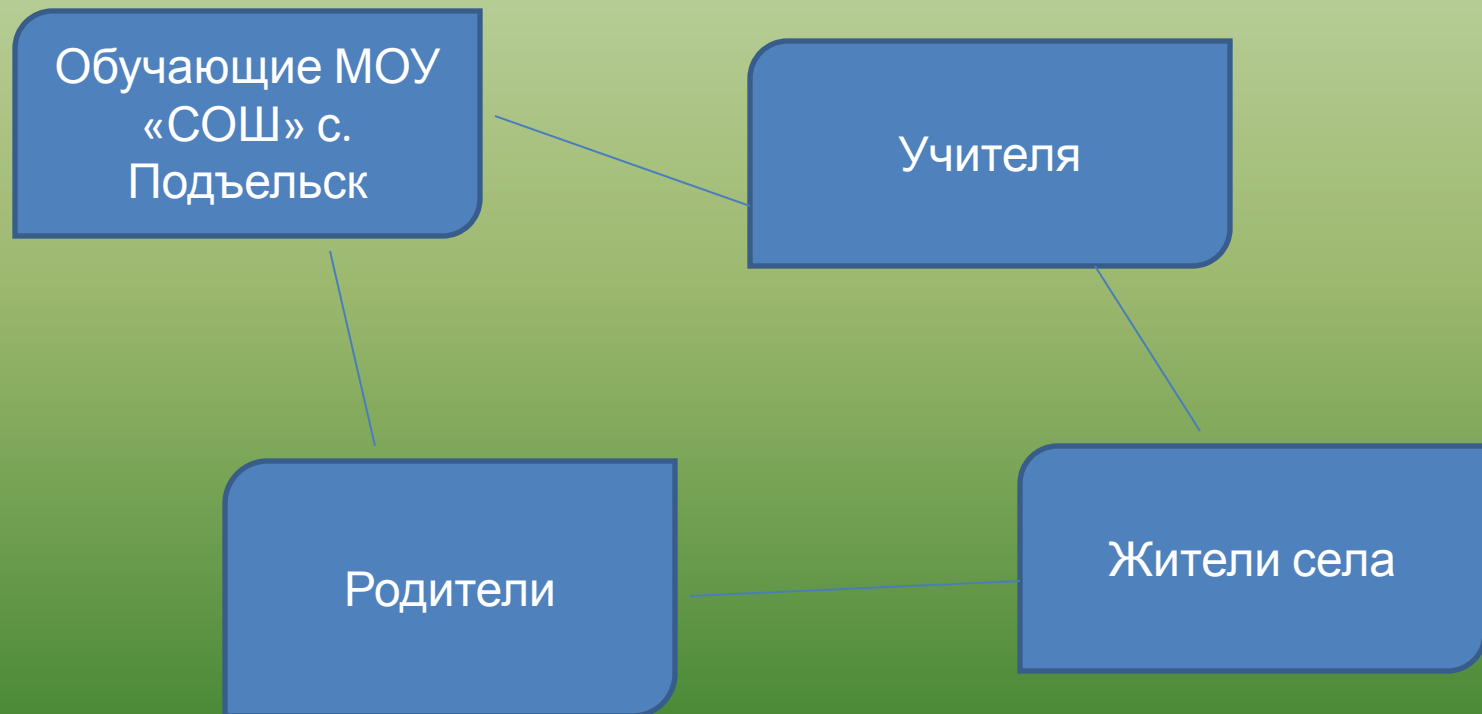 Обучающие МОУ
«СОШ» с.
Подъельск
Учителя
Родители
Жители села